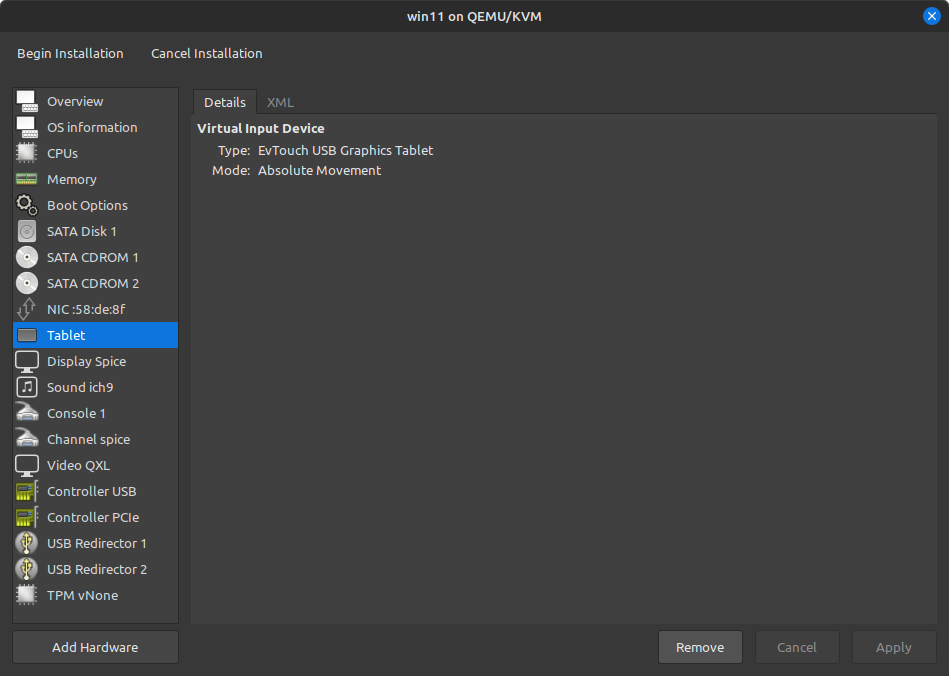 win11 on QEMU/KVM
Begin Installation Cancel Installation
Overview
OS information
CPUs
Memory
Boot Options
SATA Disk 1
SATA CDROM 1
SATA CDROM 2
NIC :58:de:8f
Tablet
Display Spice
Sound ich9
Console 1
Channel spice
Video QXL
Controller USB
Controller PCIe
USB Redirector 1
USB Redirector 2
TPM vNone
Add Hardware
Details XML
Virtual Input Device
Type: EvTouch USB Graphics Tablet
Mode: Absolute Movement
Remove Cancel Apply